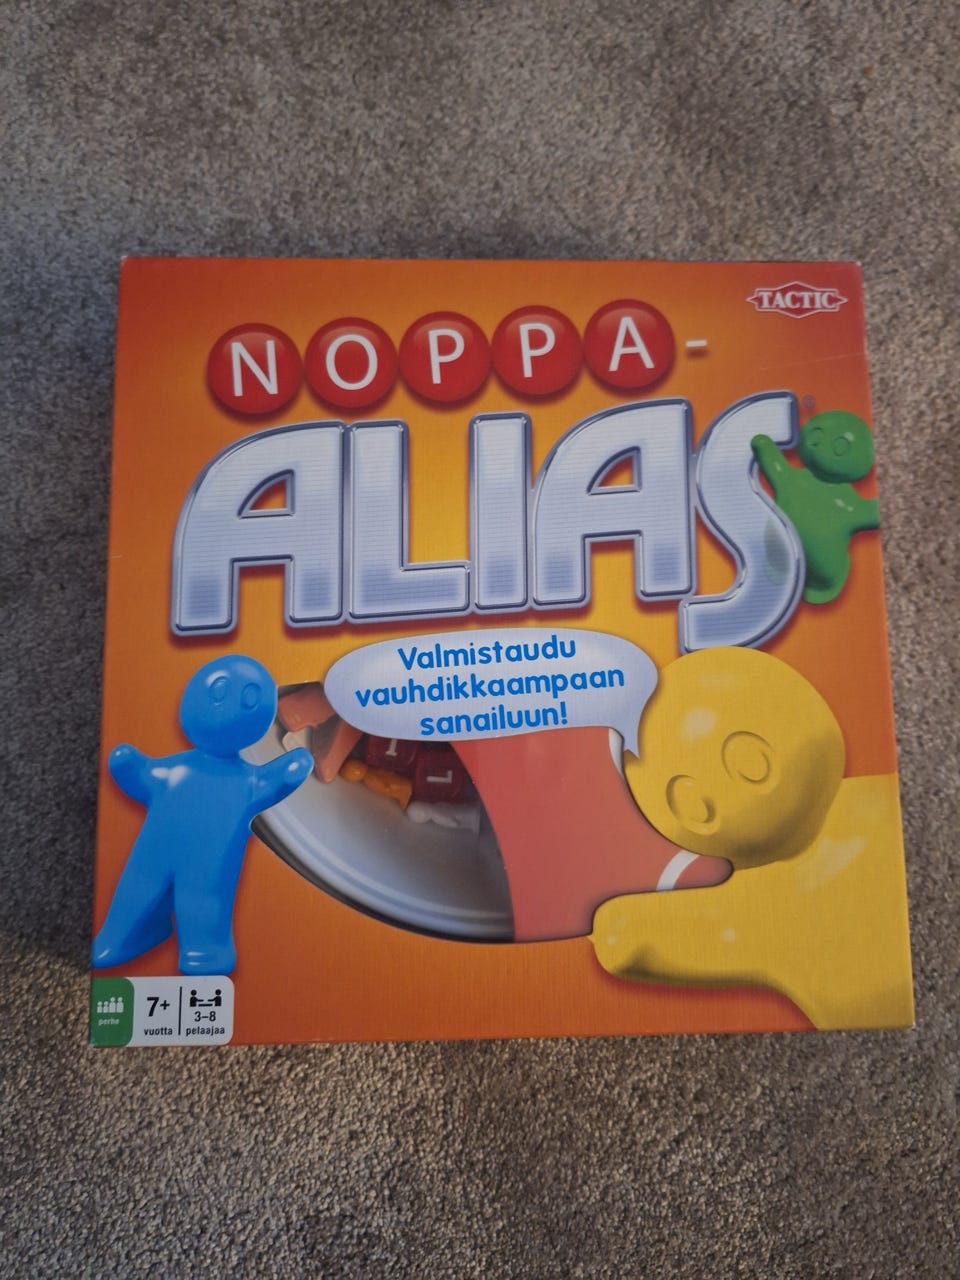 TACTIC
NOPPA-
ALIAS®
Valmistaudu
vauhdikkaampaan
sanailuun!
I
L
perhe
7+
vuotta
3–8
pelaajaa